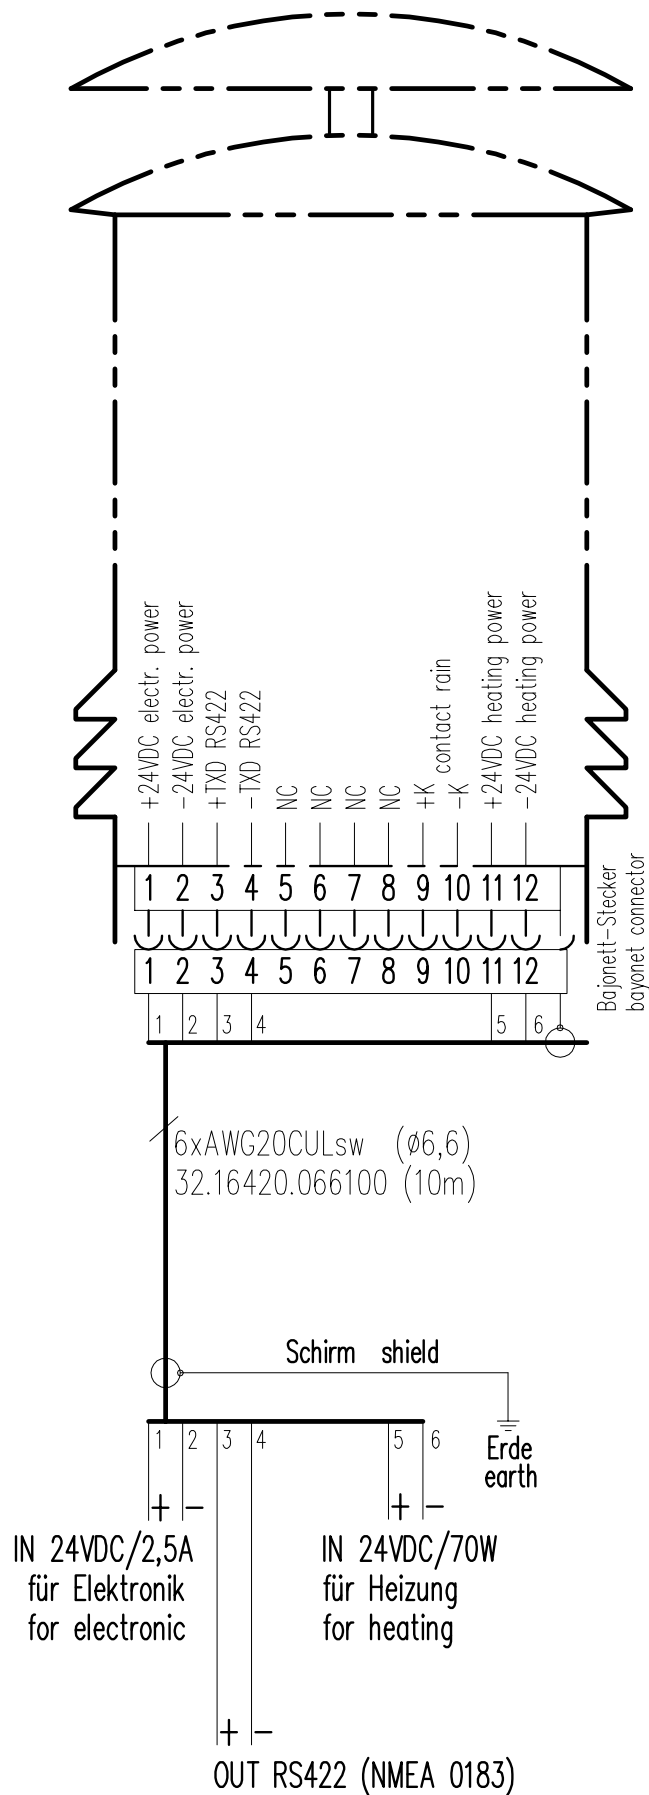 +24VDC electr. power
-24VDC electr. power
+TXD RS422
-TXD RS422
NC
NC
NC
NC
+K
contact rain
-K
+24VDC heating power
-24VDC heating power
1 2 3 4 5 6 7 8 9 10 11 12
1 2 3 4 5 6 7 8 9 10 11 12
Bajonett-Stecker
bayonet connector
1 2 3 4 5 6
6xAWG20CULsw (ø6,6)
32.16420.066100 (10m)
Schirm shield
1 2 3 4 5 6
Erde
earth
+ - + -
IN 24VDC/2,5A
für Elektronik
for electronic
IN 24VDC/70W
für Heizung
for heating
+ -
OUT RS422 (NMEA 0183)